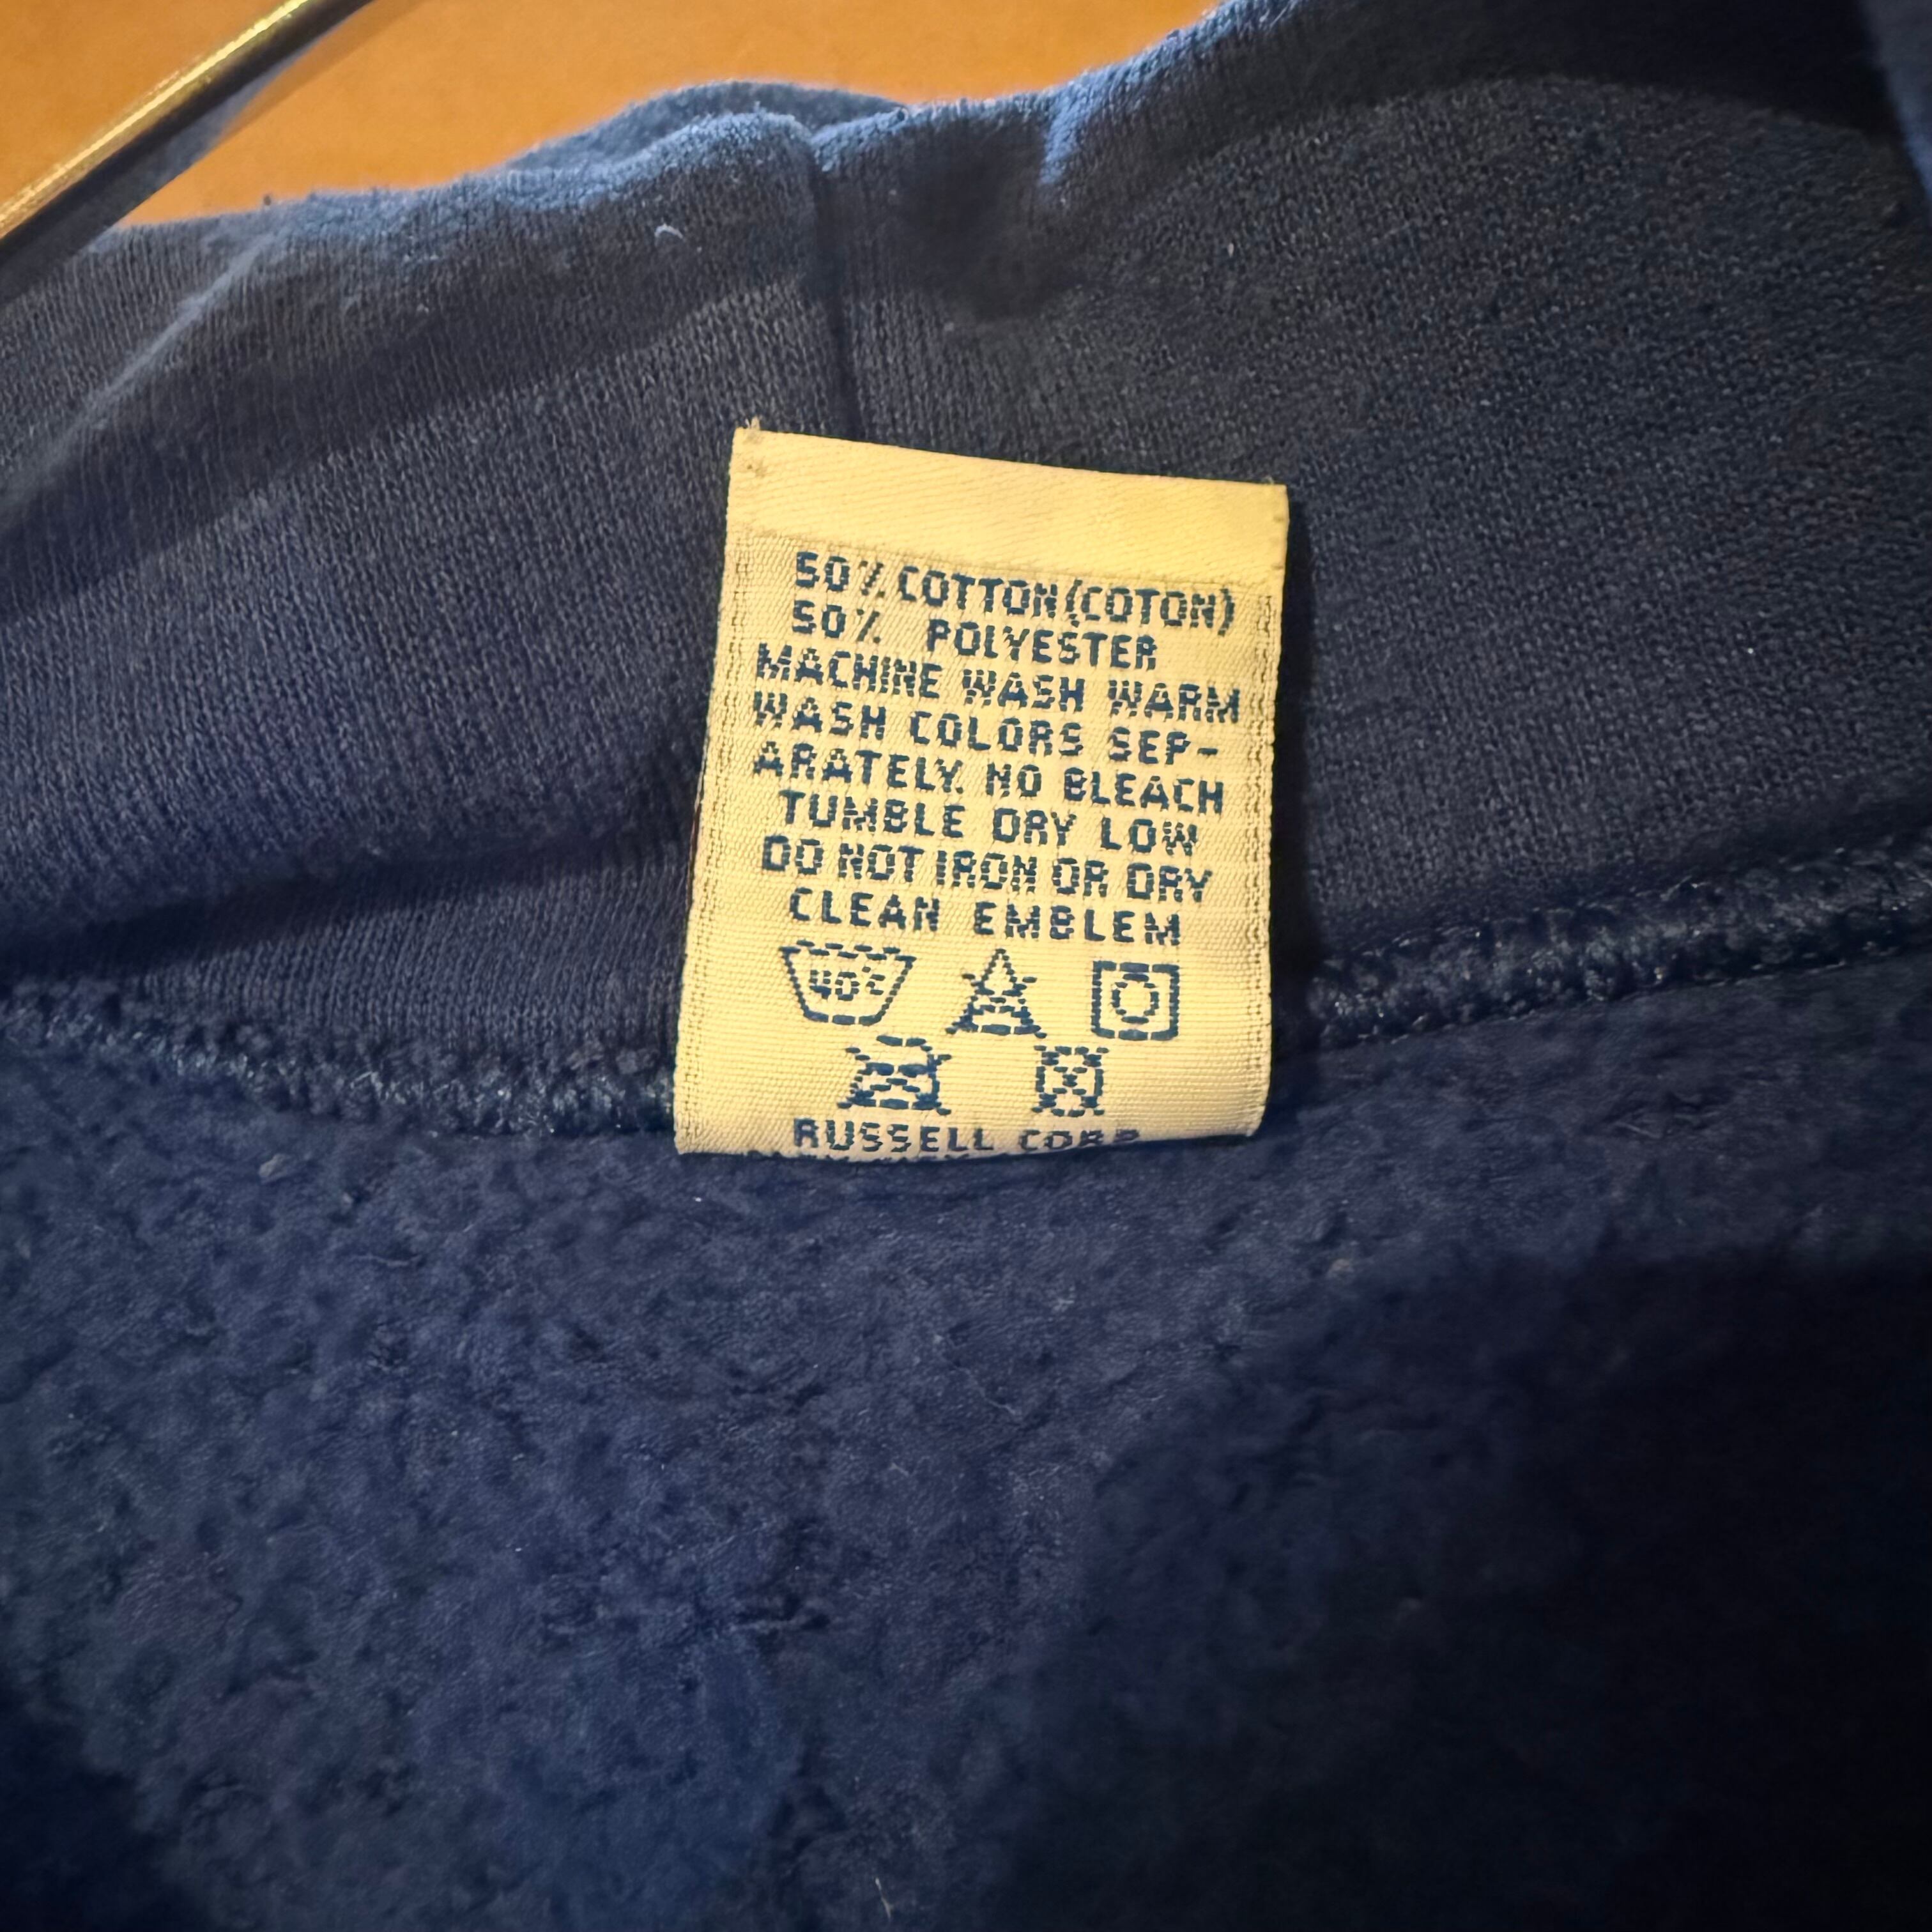 50% COTTON (COTON)
50% POLYESTER
MACHINE WASH WARM
WASH COLORS SEP-
ARATELY. NO BLEACH
TUMBLE DRY LOW
DO NOT IRON OR DRY
CLEAN EMBLEM
40°C
RUSSELL CORP